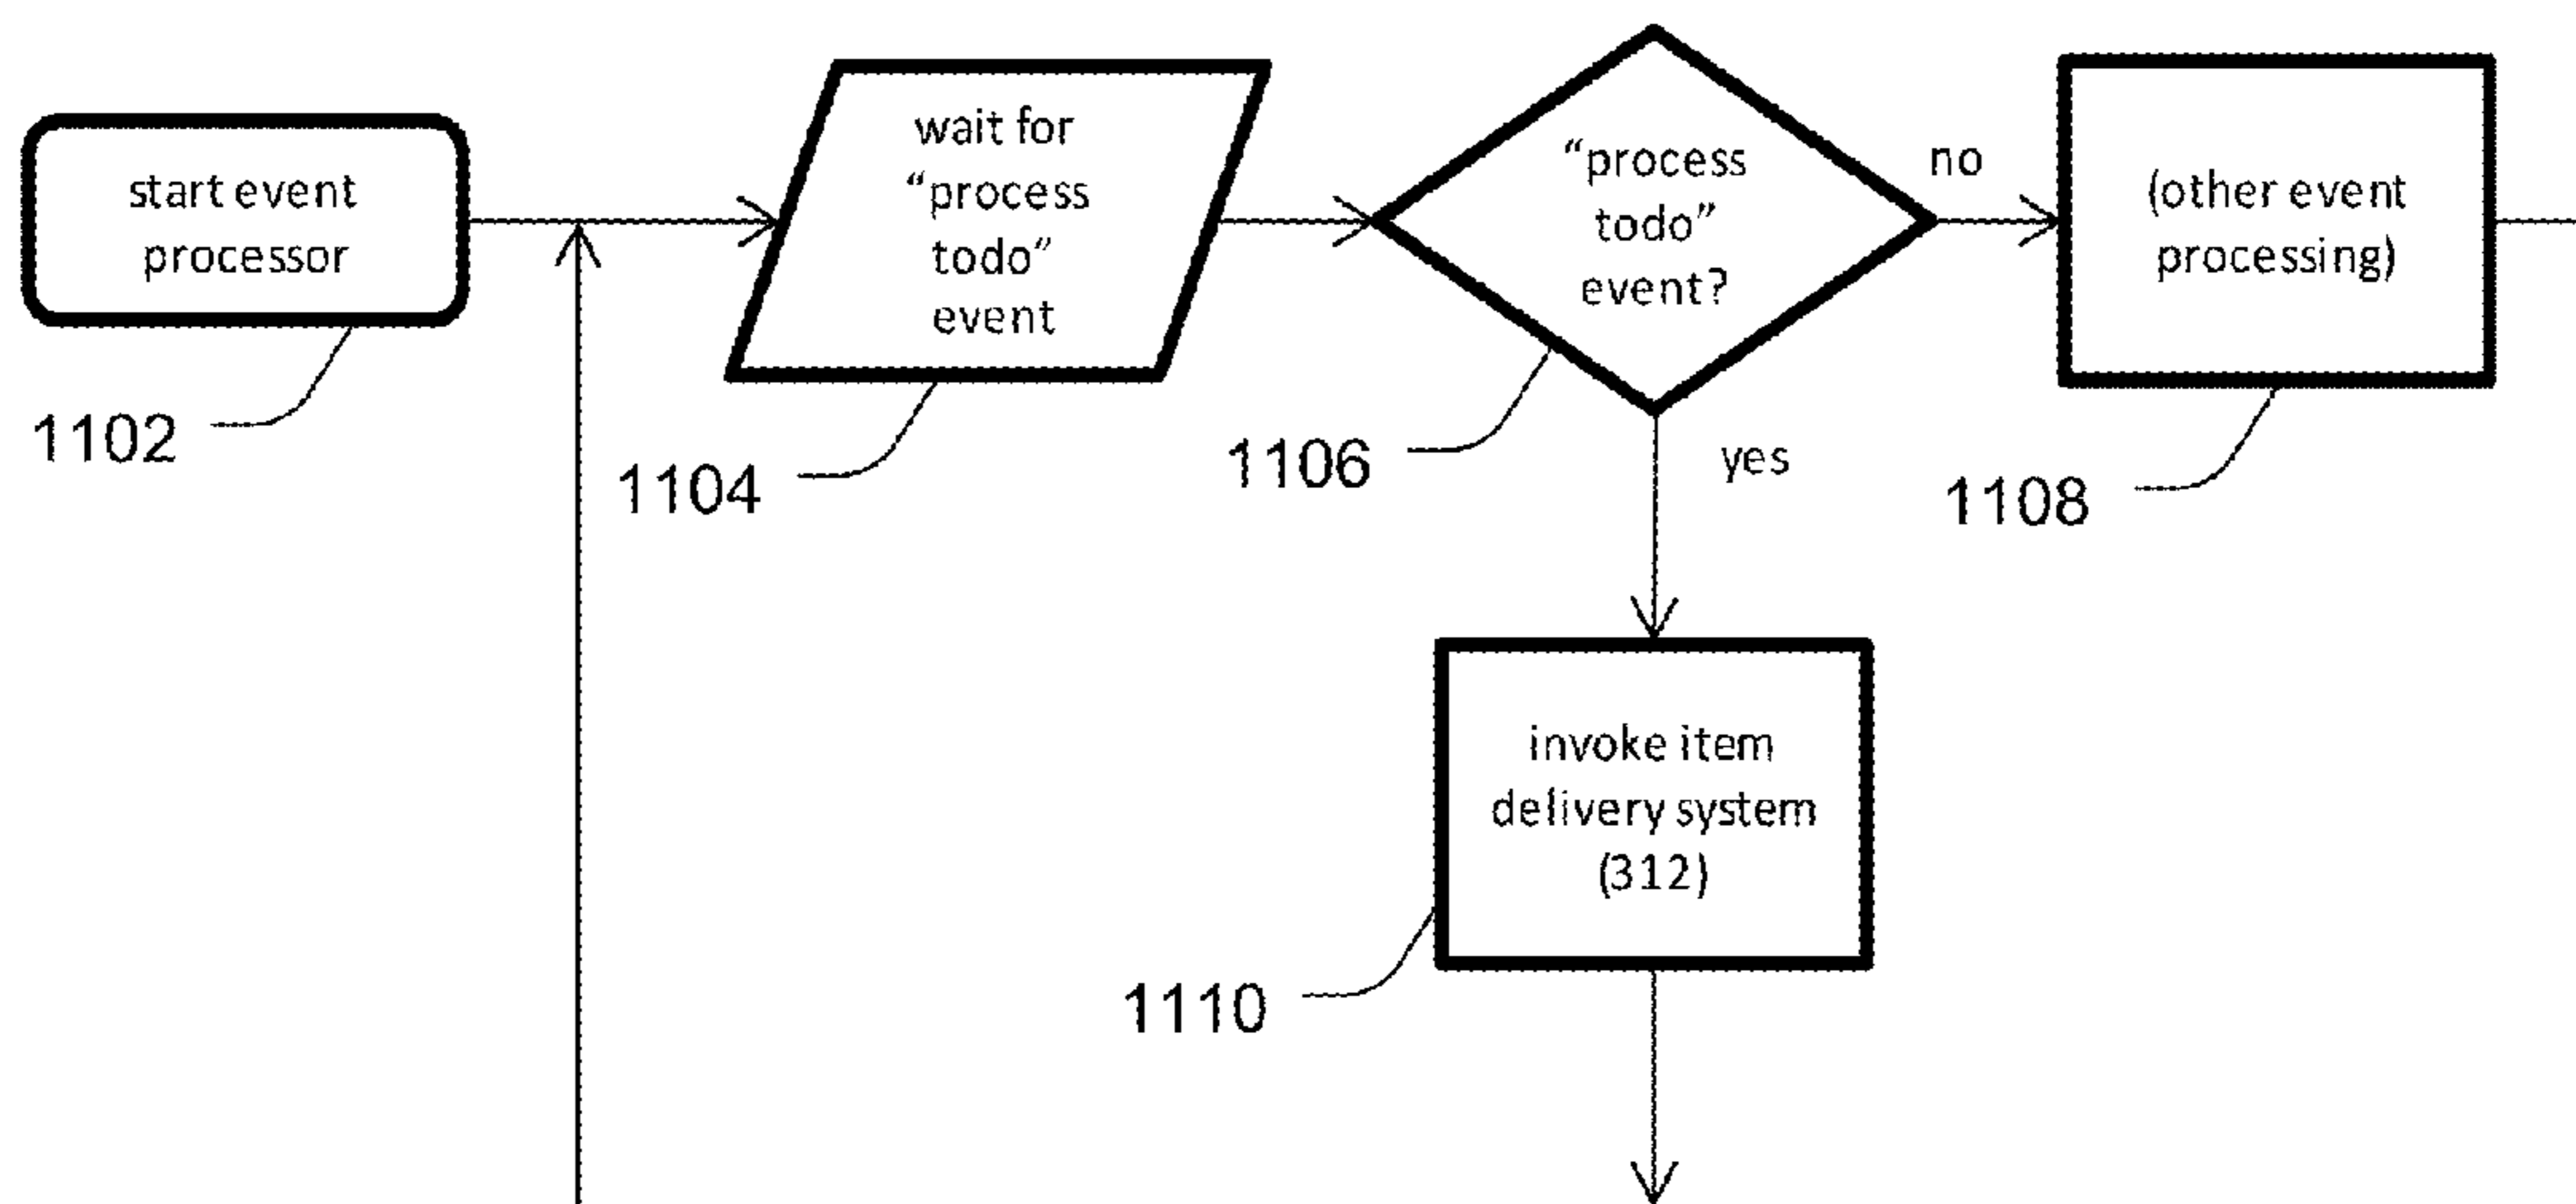 start event
processor
1102
wait for
“process
todo”
event
1104
“process
todo”
event?
1106
no
(other event
processing)
1108
yes
invoke item
delivery system
(312)
1110